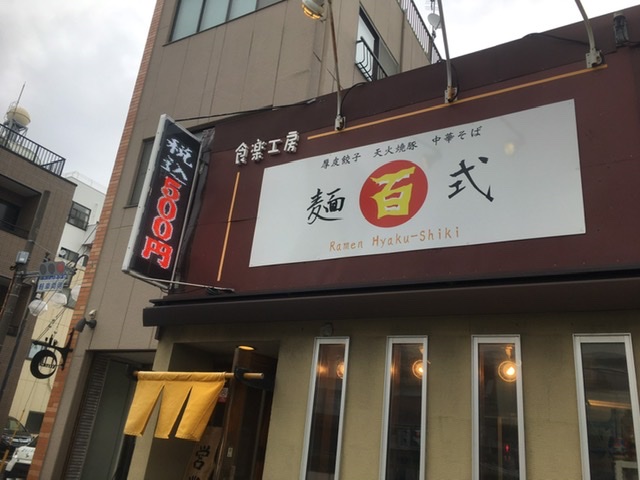 税込500円
食楽工房
厚皮餃子 天火焼豚 中華そば
麺百式
Ramen Hyaku-Shiki
営